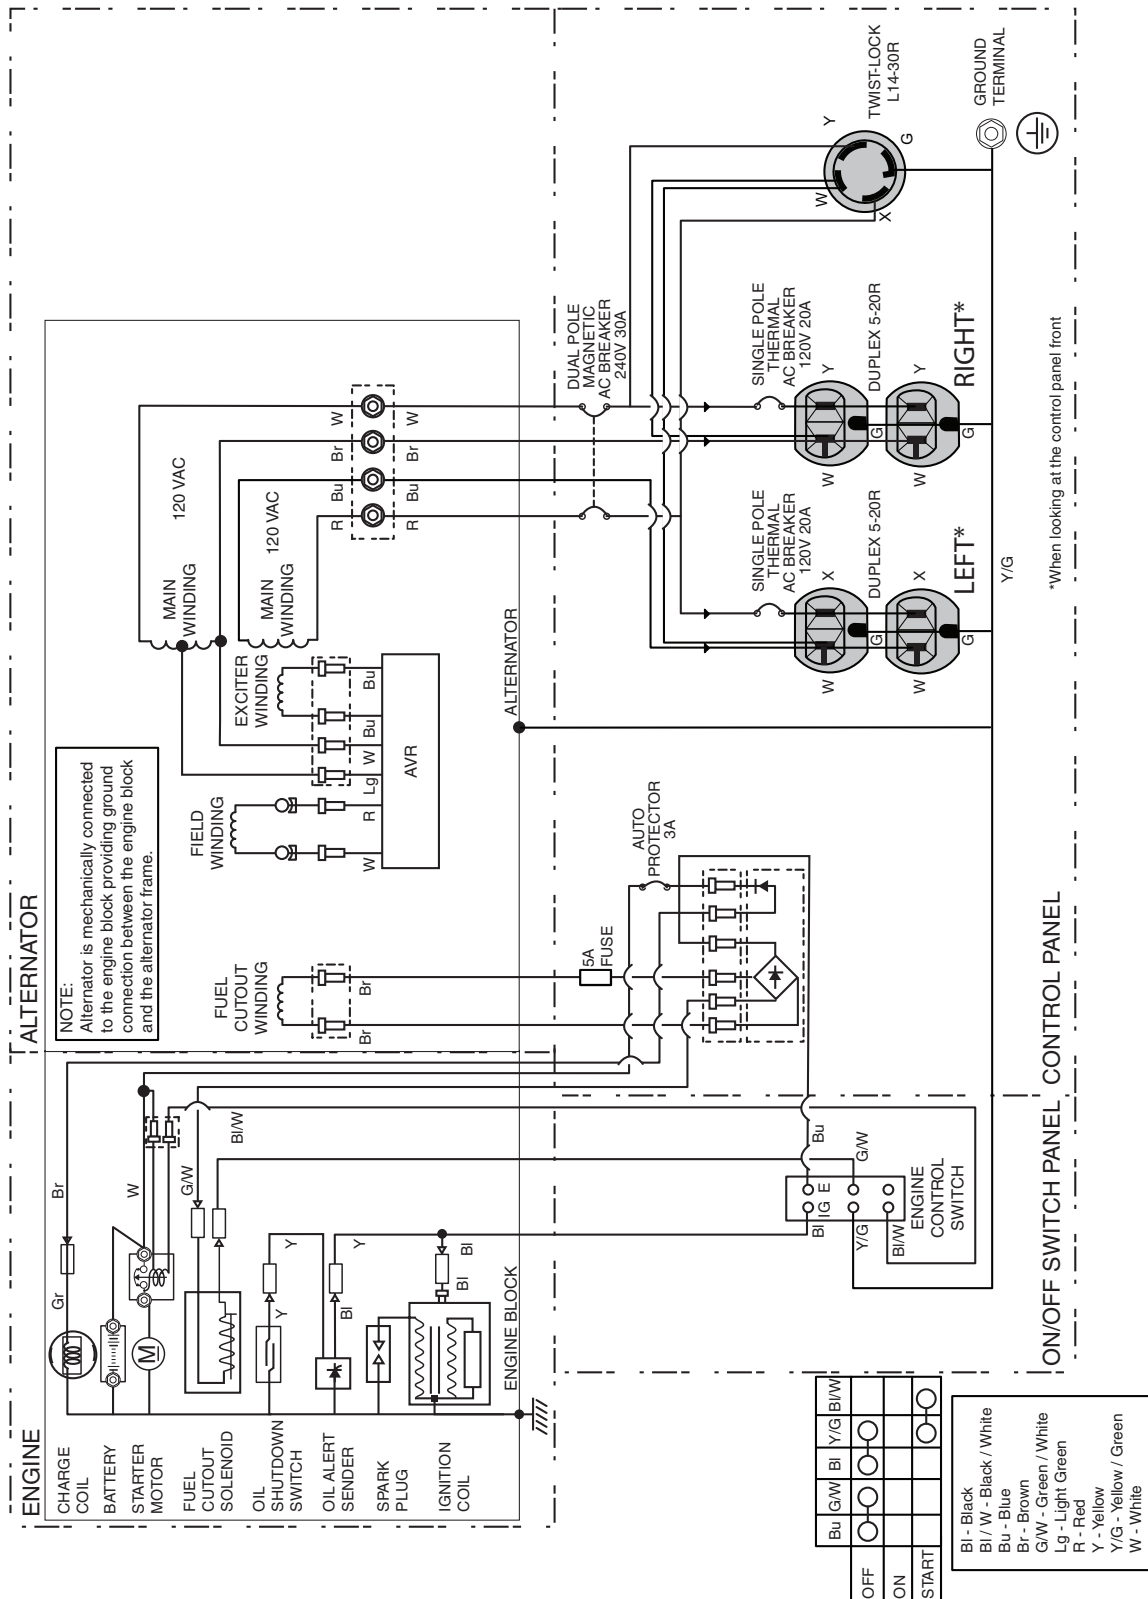 ENGINE
CHARGE
COIL
BATTERY
STARTER
MOTOR
FUEL
CUTOUT
SOLENOID
OIL
SHUTDOWN
SWITCH
OIL ALERT
SENDER
SPARK
PLUG
IGNITION
COIL
ENGINE BLOCK
Gr
Br
W
M
G/W
Bl/W
Y
Y
Y
Bl
Bl
Bl
ALTERNATOR
NOTE:
Alternator is mechanically connected
to the engine block providing ground
connection between the engine block
and the alternator frame.
FUEL
CUTOUT
WINDING
Br
Br
FIELD
WINDING
EXCITER
WINDING
W
R
Lg
W
Bu
Bu
AVR
MAIN
WINDING
120 VAC
MAIN
WINDING
120 VAC
R
Bu
Br
W
R
Bu
Br
W
ALTERNATOR
ON/OFF SWITCH PANEL
Bl
IG
E
Bu
Y/G
G/W
Bl/W
ENGINE
CONTROL
SWITCH
CONTROL PANEL
5A
FUSE
AUTO
PROTECTOR
3A
DUAL POLE
MAGNETIC
AC BREAKER
240V 30A
SINGLE POLE
THERMAL
AC BREAKER
120V 20A
SINGLE POLE
THERMAL
AC BREAKER
120V 20A
W
X
G
DUPLEX 5-20R
W
X
G
LEFT*
W
Y
G
DUPLEX 5-20R
W
Y
G
RIGHT*
Y
W
X
G
TWIST-LOCK
L14-30R
GROUND
TERMINAL
Y/G
*When looking at the control panel front
Bu G/W Bl Y/G Bl/W
OFF
ON
START
Bl - Black
Bl / W - Black / White
Bu - Blue
Br - Brown
G/W - Green / White
Lg - Light Green
R - Red
Y - Yellow
Y/G - Yellow / Green
W - White